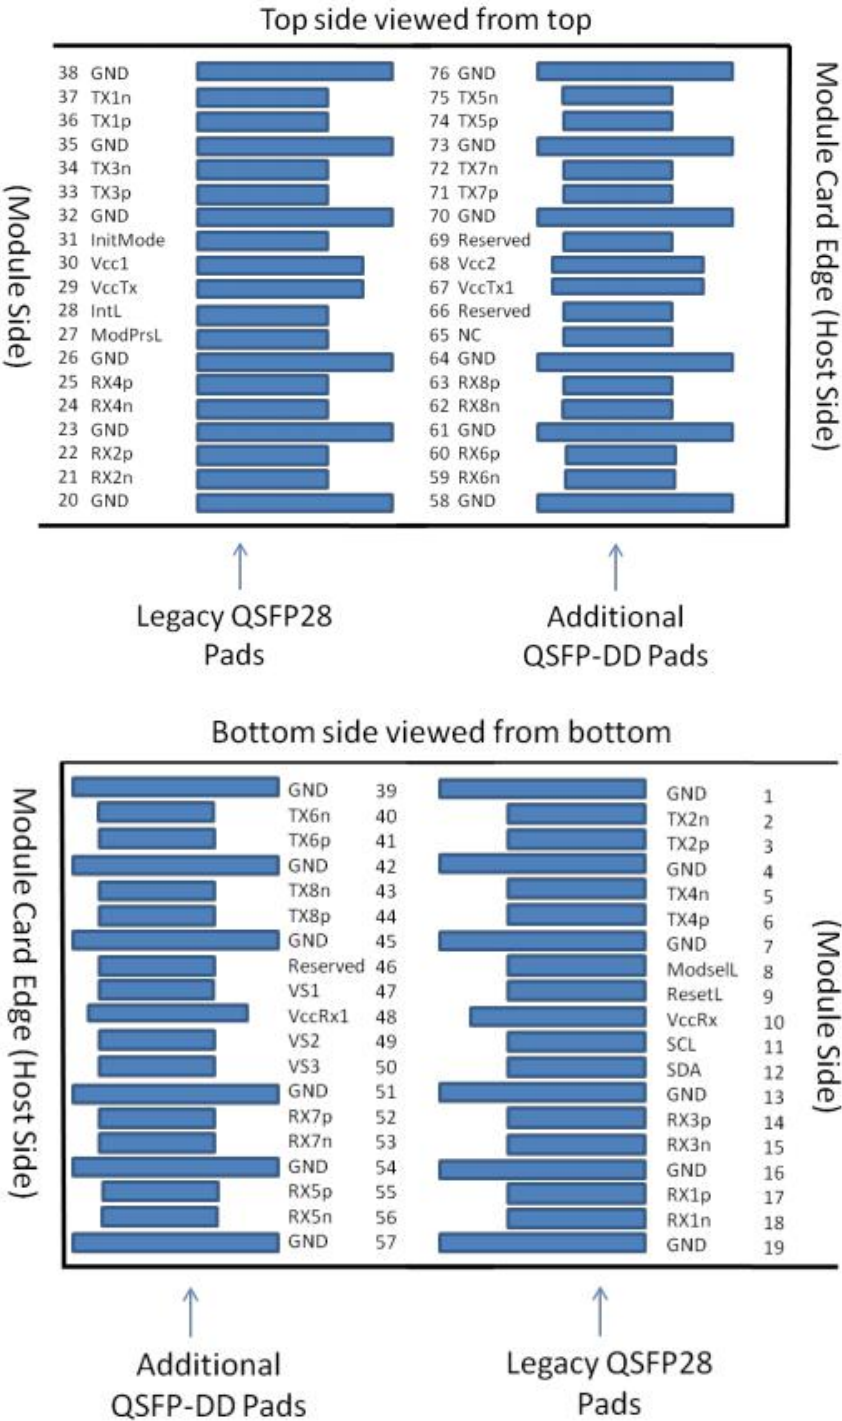 Top side viewed from top
38 GND 76 GND
37 TX1n 75 TX5n
36 TX1p 74 TX5p
35 GND 73 GND
34 TX3n 72 TX7n
33 TX3p 71 TX7p
32 GND 70 GND
31 InitMode 69 Reserved
30 Vcc1 68 Vcc2
29 VccTx 67 VccTx1
28 IntL 66 Reserved
27 ModPrsL 65 NC
26 GND 64 GND
25 RX4p 63 RX8p
24 RX4n 62 RX8n
23 GND 61 GND
22 RX2p 60 RX6p
21 RX2n 59 RX6n
20 GND 58 GND
(Module Side)
Module Card Edge (Host Side)
Legacy QSFP28
Pads
Additional
QSFP-DD Pads
Bottom side viewed from bottom
GND 39 GND 1
TX6n 40 TX2n 2
TX6p 41 TX2p 3
GND 42 GND 4
TX8n 43 TX4n 5
TX8p 44 TX4p 6
GND 45 GND 7
Reserved 46 ModselL 8
VS1 47 ResetL 9
VccRx1 48 VccRx 10
VS2 49 SCL 11
VS3 50 SDA 12
GND 51 GND 13
RX7p 52 RX3p 14
RX7n 53 RX3n 15
GND 54 GND 16
RX5p 55 RX1p 17
RX5n 56 RX1n 18
GND 57 GND 19
Module Card Edge (Host Side)
(Module Side)
Additional
QSFP-DD Pads
Legacy QSFP28
Pads